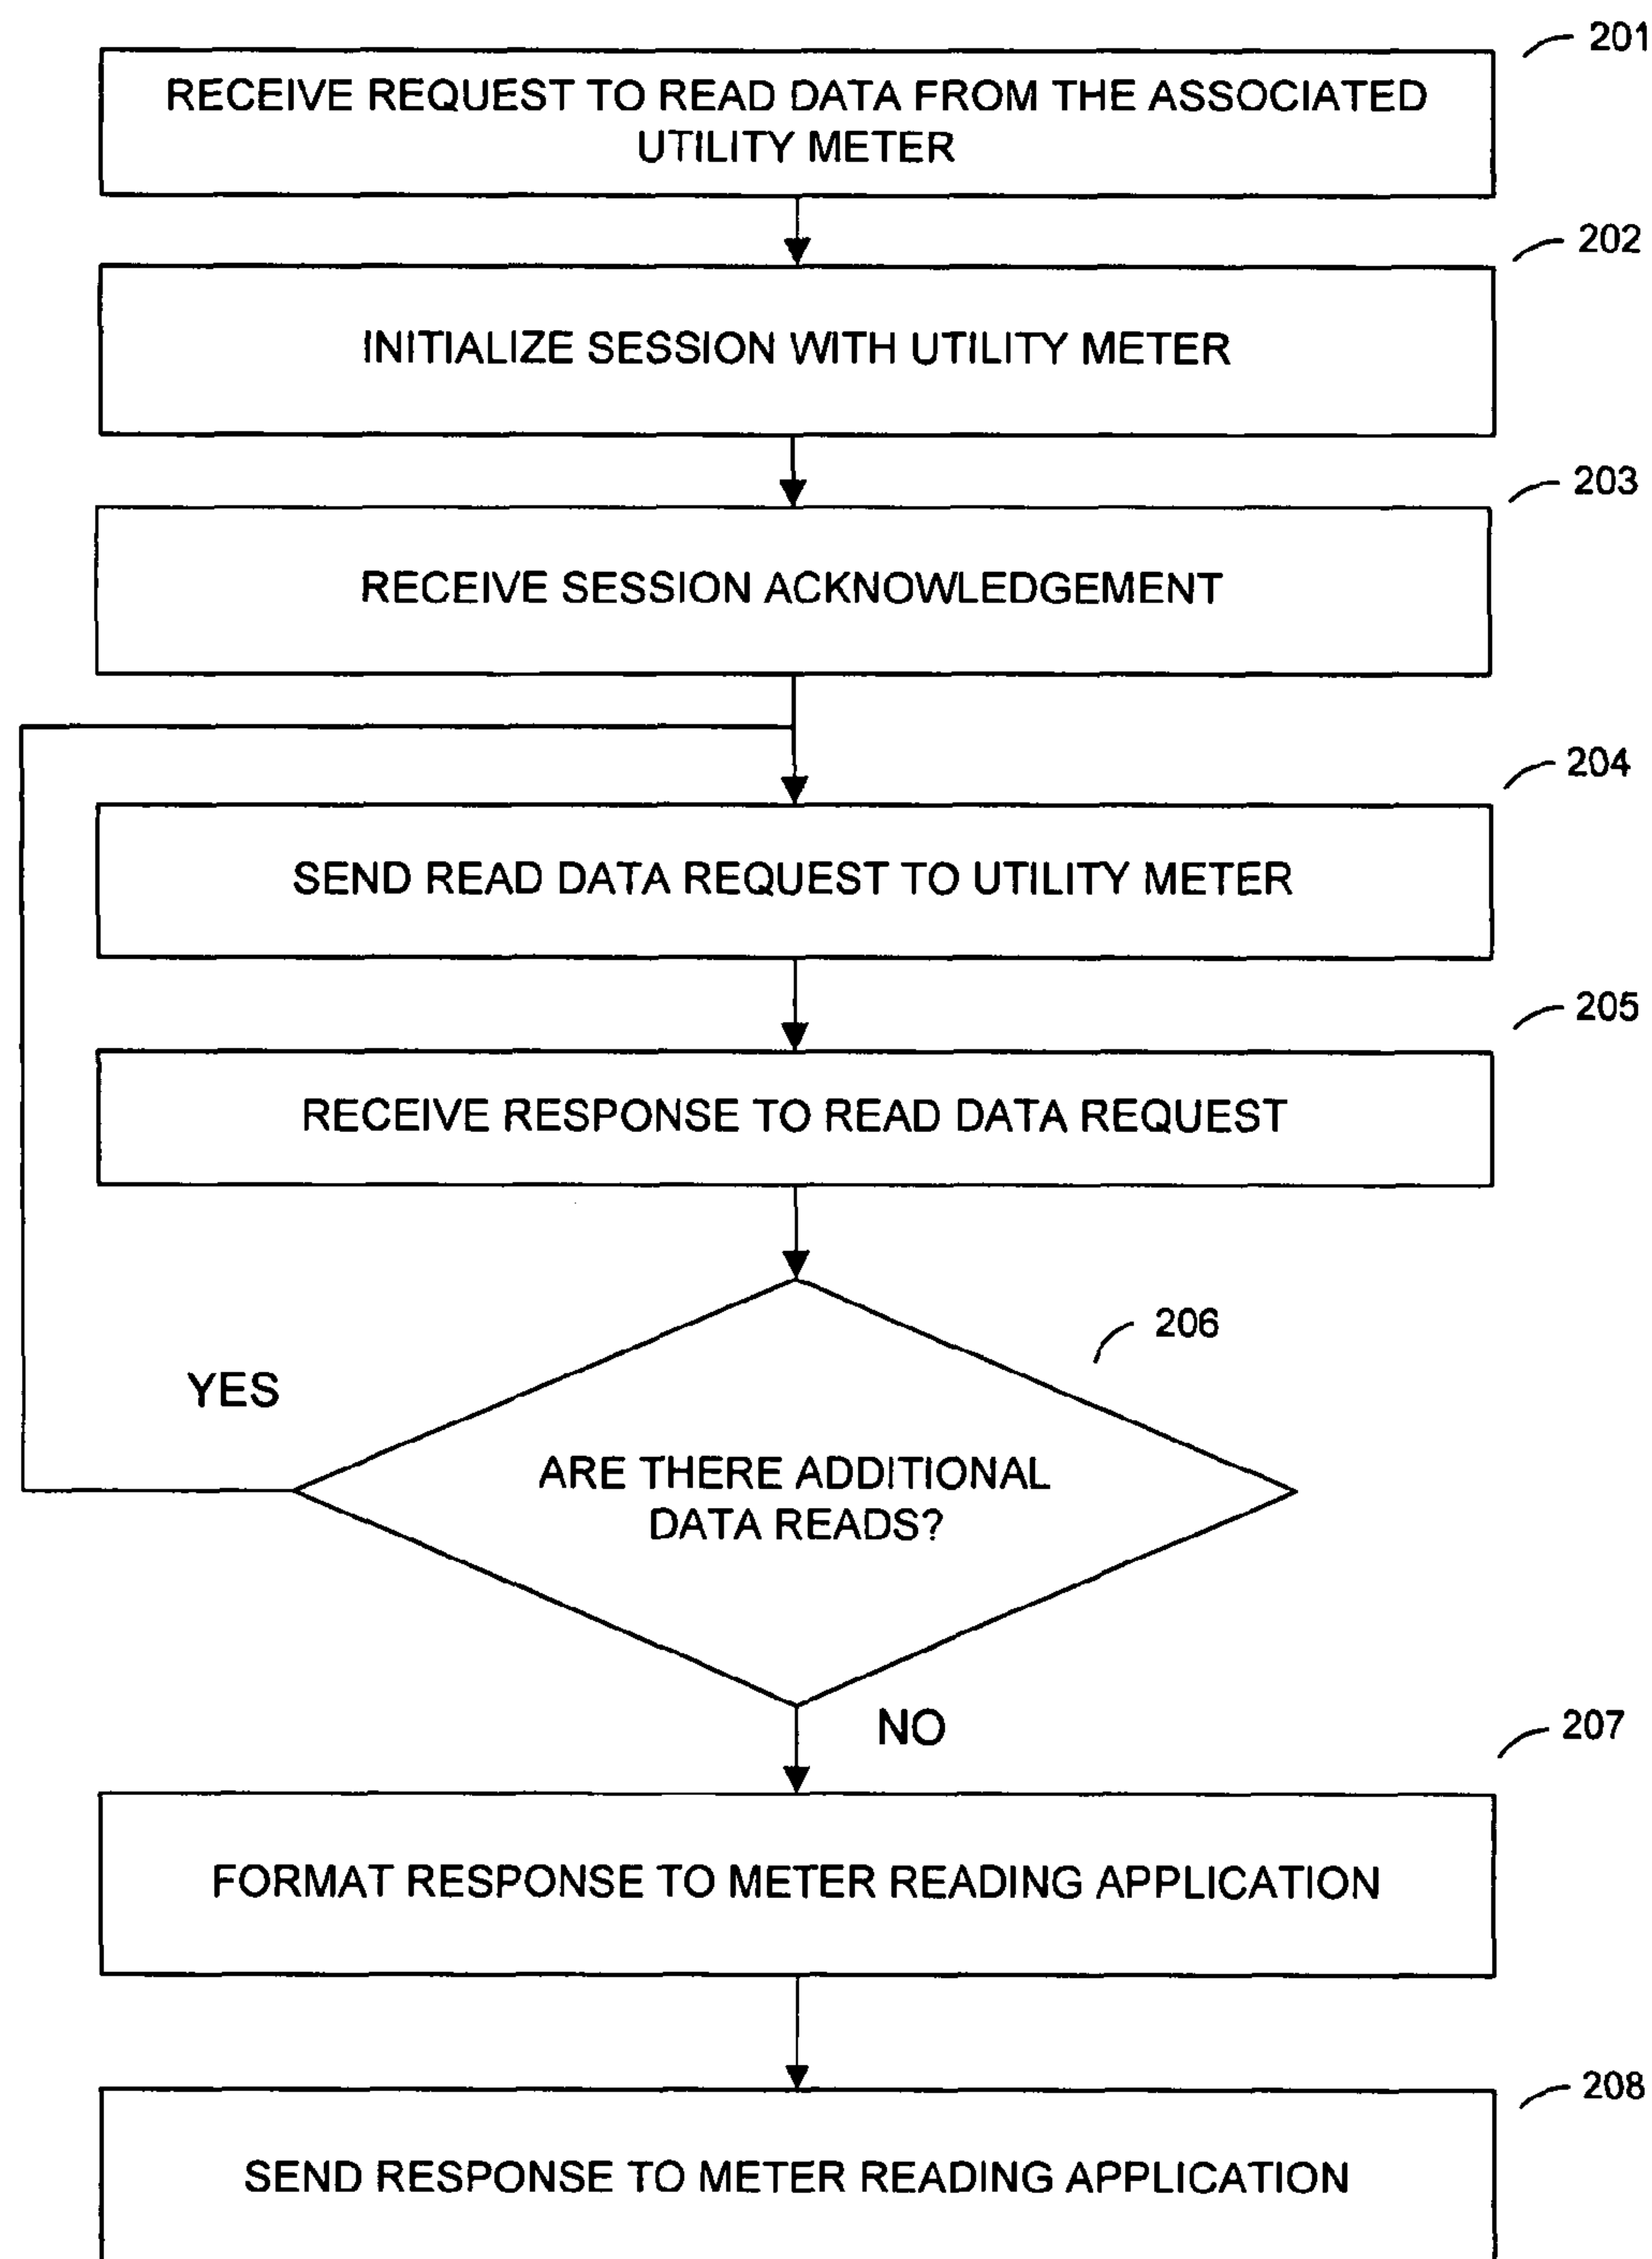 201
RECEIVE REQUEST TO READ DATA FROM THE ASSOCIATED
UTILITY METER
202
INITIALIZE SESSION WITH UTILITY METER
203
RECEIVE SESSION ACKNOWLEDGEMENT
204
SEND READ DATA REQUEST TO UTILITY METER
205
RECEIVE RESPONSE TO READ DATA REQUEST
206
YES
ARE THERE ADDITIONAL
DATA READS?
NO
207
FORMAT RESPONSE TO METER READING APPLICATION
208
SEND RESPONSE TO METER READING APPLICATION